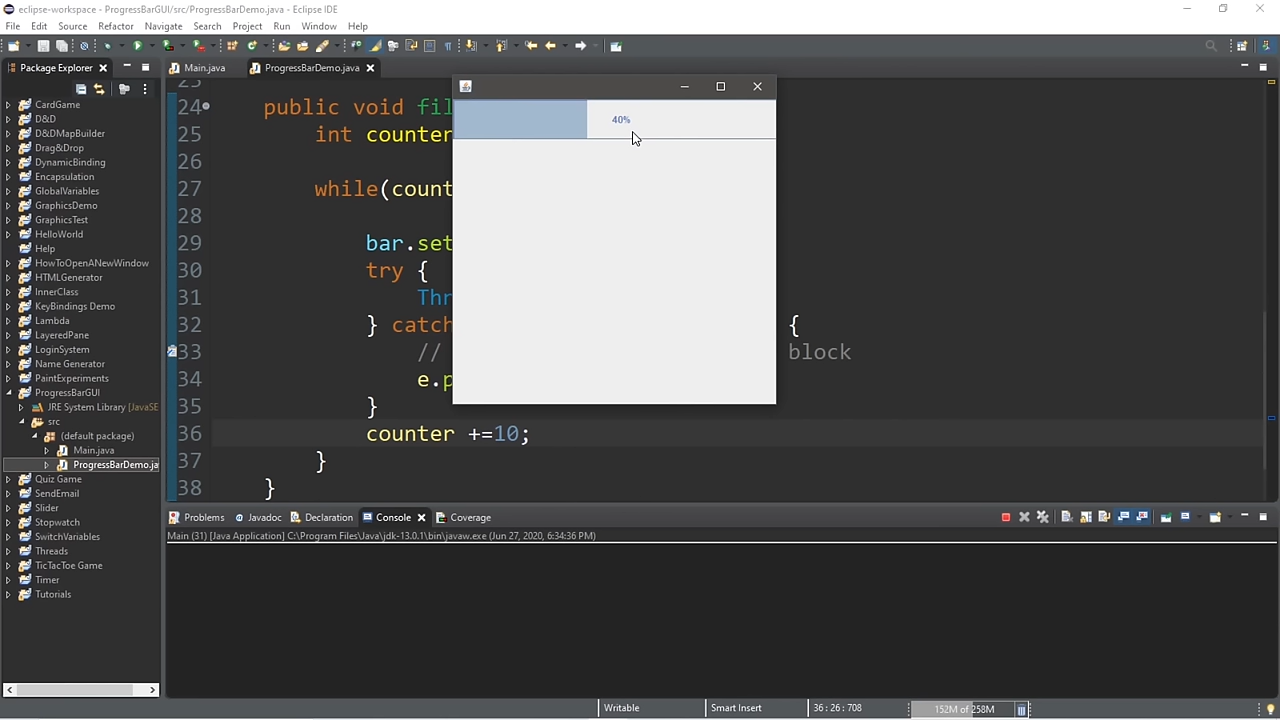 eclipse-workspace - ProgressBarGUI/src/ProgressBarDemo.java - Eclipse IDE
File Edit Source Refactor Navigate Search Project Run Window Help
Package Explorer
Main.java
ProgressBarDemo.java
CardGame
D&D
D&DMapBuilder
Drag&Drop
DynamicBinding
Encapsulation
GlobalVariables
GraphicsDemo
GraphicsTest
HelloWorld
Help
HowToOpenANewWindow
HTMLGenerator
InnerClass
KeyBindings Demo
Lambda
LayeredPane
LoginSystem
Name Generator
PaintExperiments
ProgressBarGUI
JRE System Library [JavaSE
src
(default package)
Main.java
ProgressBarDemo.ja
Quiz Game
SendEmail
Slider
Stopwatch
SwitchVariables
Threads
TicTacToe Game
Timer
Tutorials
23
24 public void fil
25 int counter
26
27 while(count
28
29 bar.set
30 try {
31 Thr
32 } catch {
33 // block
34 e.p
35 }
36 counter +=10;
37 }
38 }
40%
Problems Javadoc Declaration Console Coverage
Main (31) [Java Application] C:\Program Files\Java\jdk-13.0.1\bin\javaw.exe (Jun 27, 2020, 6:34:36 PM)
Writable Smart Insert 36 : 26 : 708 152M of 258M